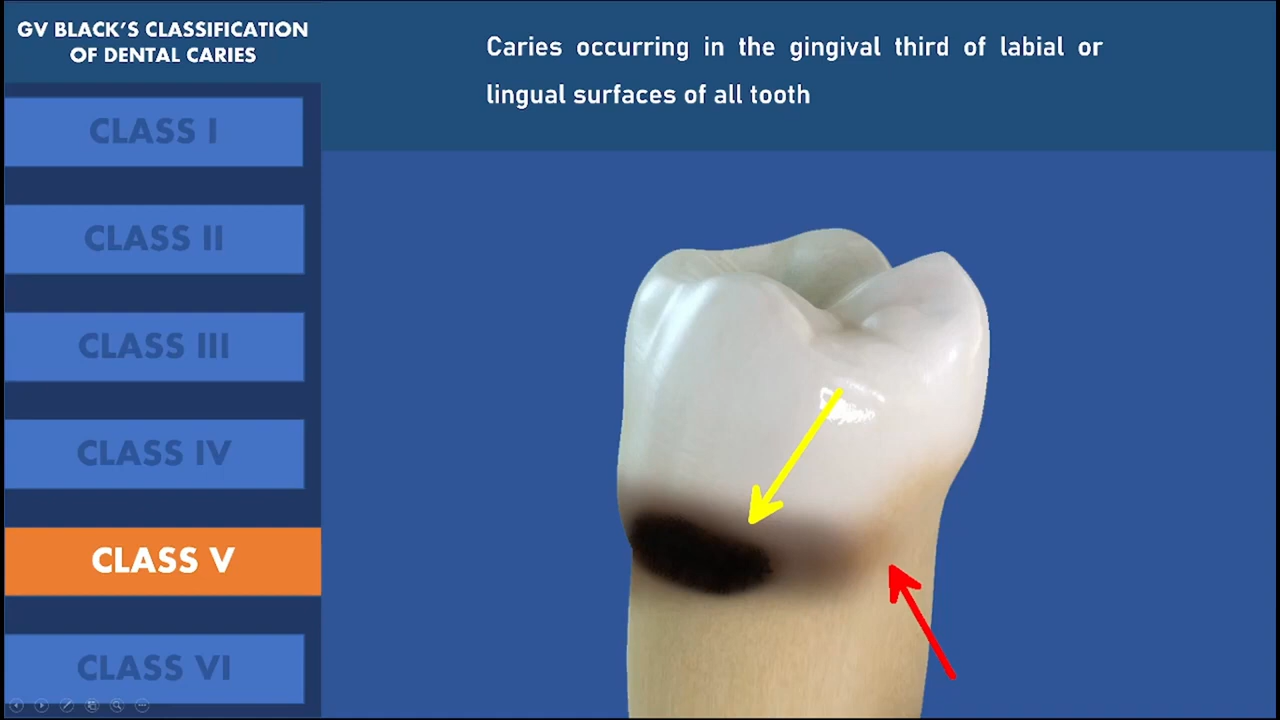 GV BLACK'S CLASSIFICATION
OF DENTAL CARIES
Caries occurring in the gingival third of labial or
lingual surfaces of all tooth
CLASS I
CLASS II
CLASS III
CLASS IV
CLASS V
CLASS VI